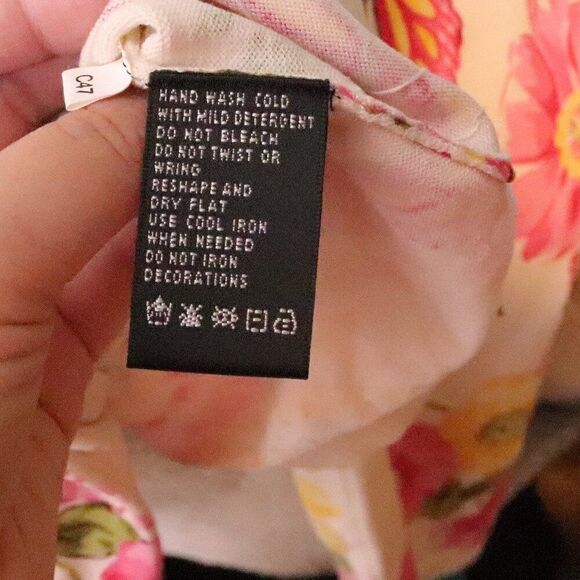 C47
HAND WASH COLD
WITH MILD DETERGENT
DO NOT BLEACH
DO NOT TWIST OR
WRING
RESHAPE AND
DRY FLAT
USE COOL IRON
WHEN NEEDED
DO NOT IRON
DECORATIONS